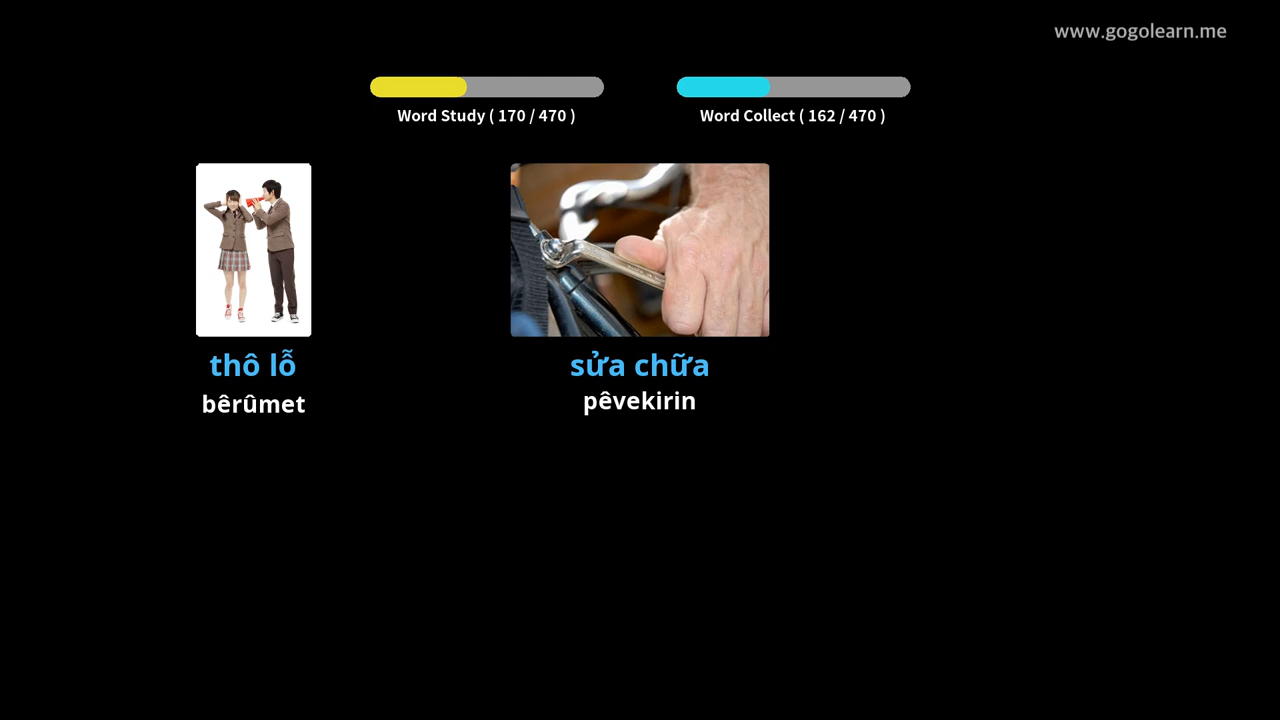 www.gogolearn.me
Word Study ( 170 / 470 )
Word Collect ( 162 / 470 )
thô lỗ
bêrûmet
sửa chữa
pêvekirin